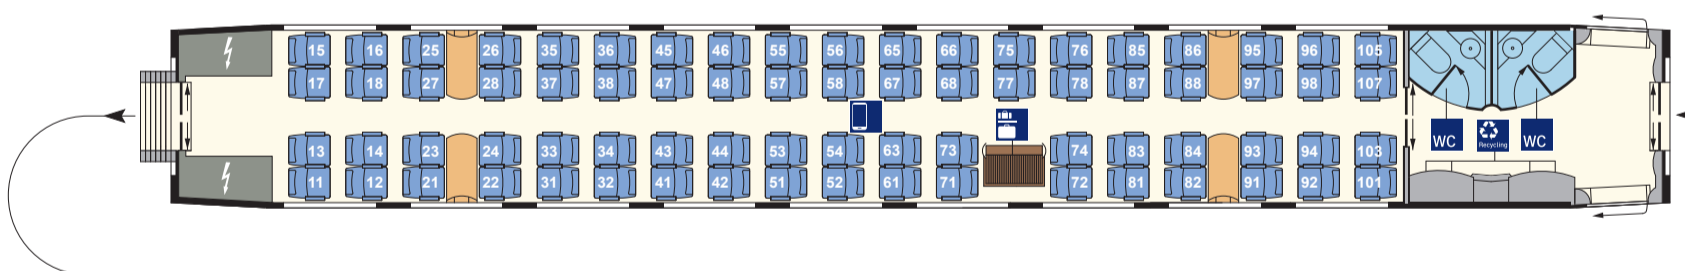 15 16 25 26 35 36 45 46 55 56 65 66 75 76 85 86 95 96 105
17 18 27 28 37 38 47 48 57 58 67 68 77 78 87 88 97 98 107
13 14 23 24 33 34 43 44 53 54 63 73 74 83 84 93 94 103
WC Recycling WC
11 12 21 22 31 32 41 42 51 52 61 71 72 81 82 91 92 101